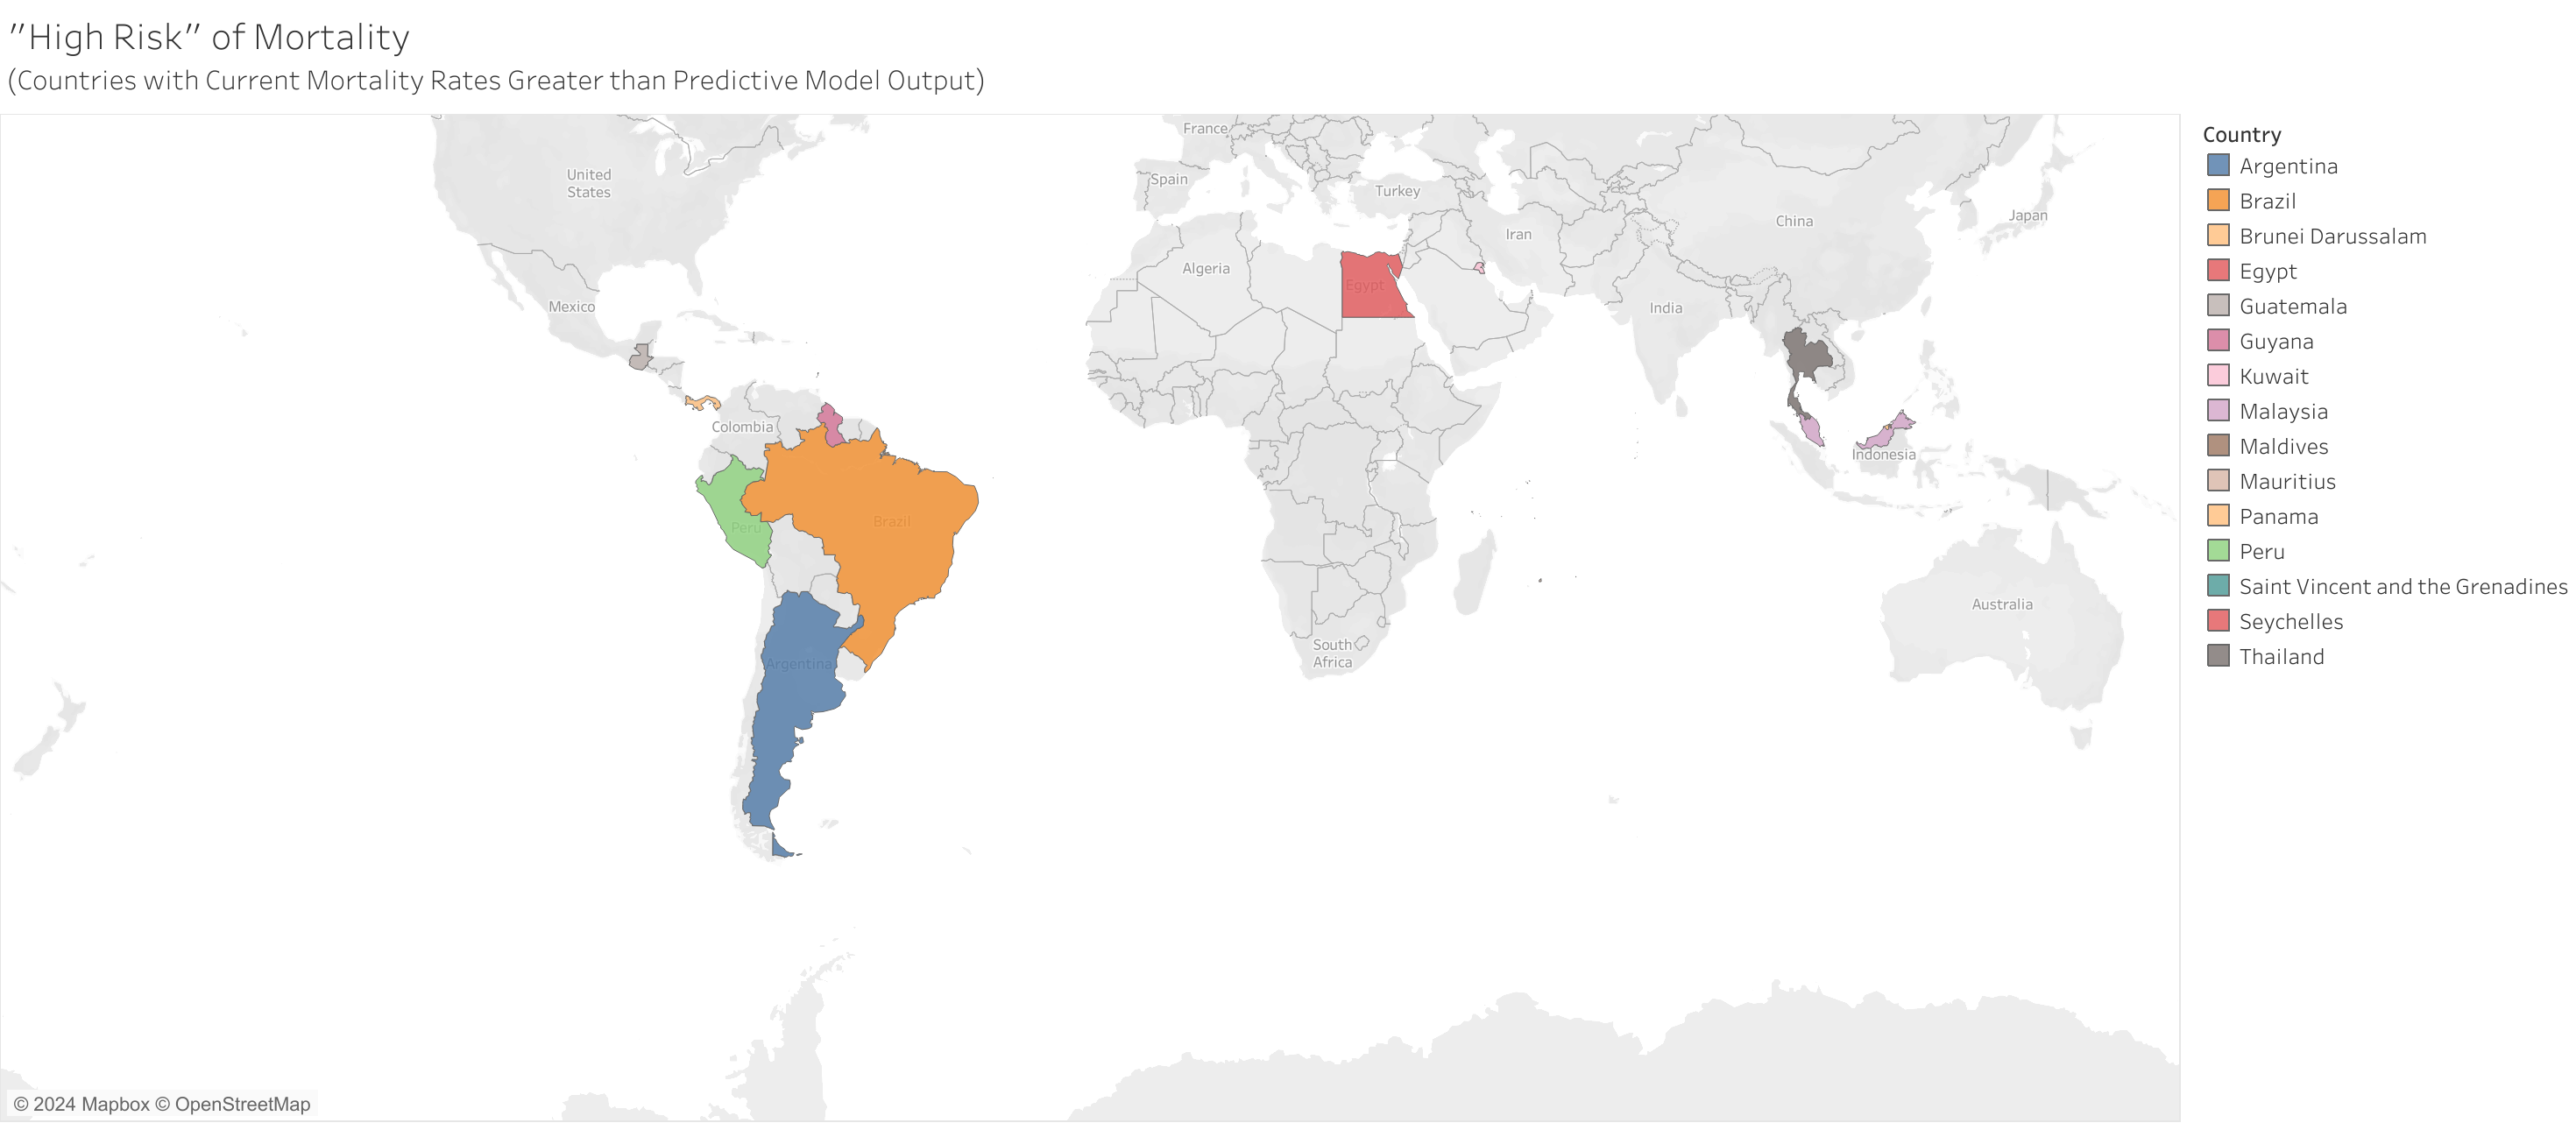 "High Risk" of Mortality
(Countries with Current Mortality Rates Greater than Predictive Model Output)
France
United
States
Spain
Turkey
China
Japan
Iran
Algeria
Egypt
Mexico
India
Colombia
Indonesia
Peru
Brazil
Australia
South
Africa
Argentina
© 2024 Mapbox © OpenStreetMap
Country
Argentina
Brazil
Brunei Darussalam
Egypt
Guatemala
Guyana
Kuwait
Malaysia
Maldives
Mauritius
Panama
Peru
Saint Vincent and the Grenadines
Seychelles
Thailand